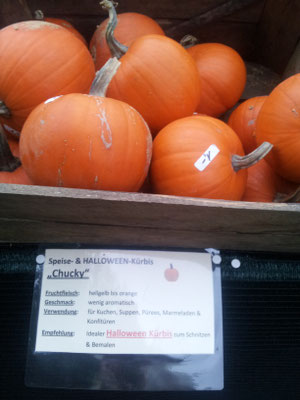 -Y
Speise- & HALLOWEEN-Kürbis
„Chucky"
Fruchtfleisch: hellgelb bis orange
Geschmack: wenig aromatisch
Verwendung: für Kuchen, Suppen, Pürees, Marmeladen &
Konfitüren
Empfehlung: Idealer Halloween Kürbis zum Schnitzen
& Bemalen